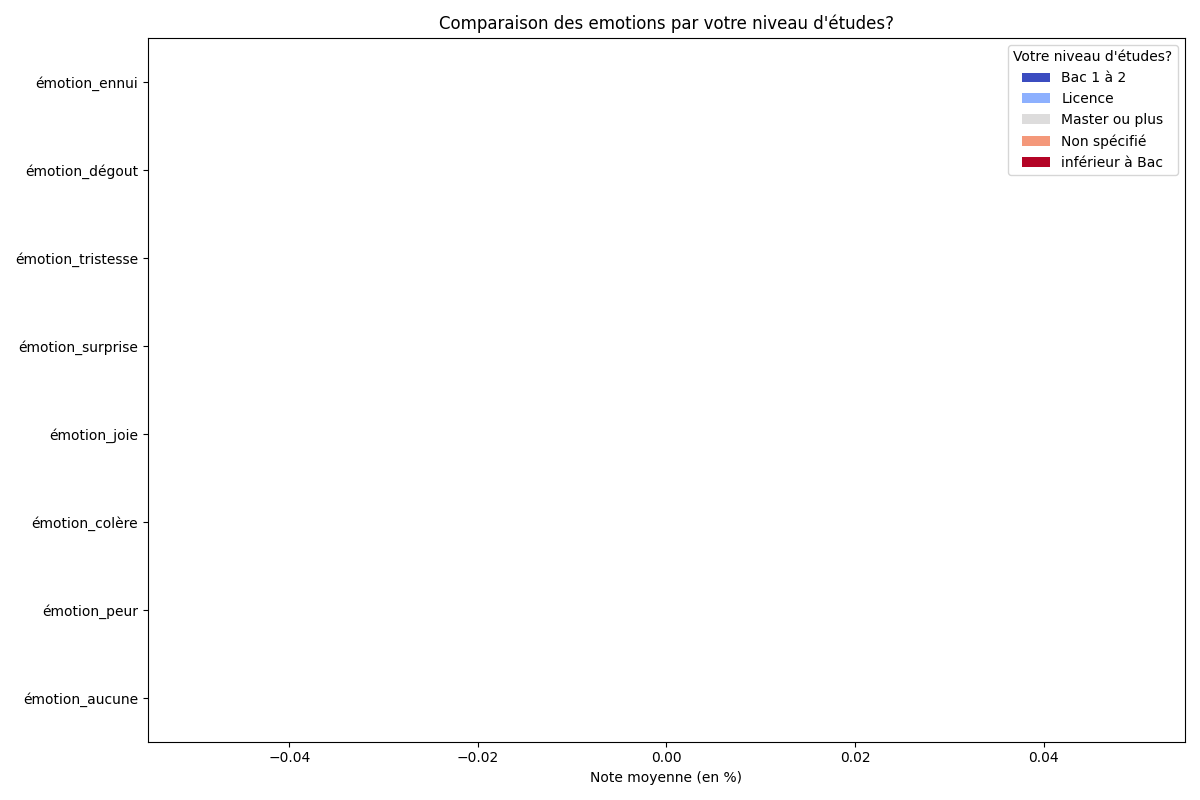 Comparaison des emotions par votre niveau d'études?
Votre niveau d'études?
Bac 1 à 2
Licence
Master ou plus
Non spécifié
inférieur à Bac
émotion_ennui
émotion_dégout
émotion_tristesse
émotion_surprise
émotion_joie
émotion_colère
émotion_peur
émotion_aucune
−0.04 −0.02 0.00 0.02 0.04
Note moyenne (en %)